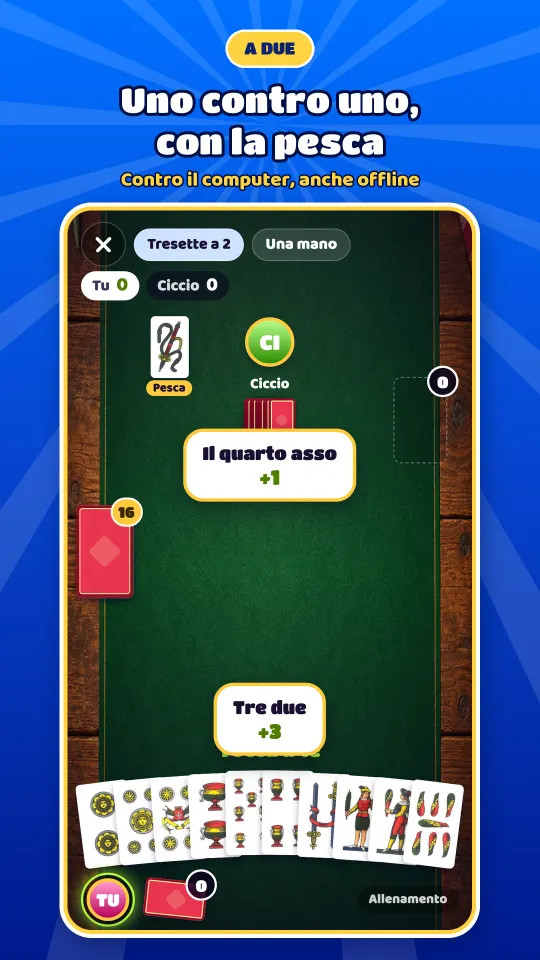 A DUE
Uno contro uno,
con la pesca
Contro il computer, anche offline
Tresette a 2
Una mano
Tu 0
Ciccio 0
CI
Pesca
Ciccio
0
Il quarto asso
+1
16
Tre due
+3
TU
0
Allenamento